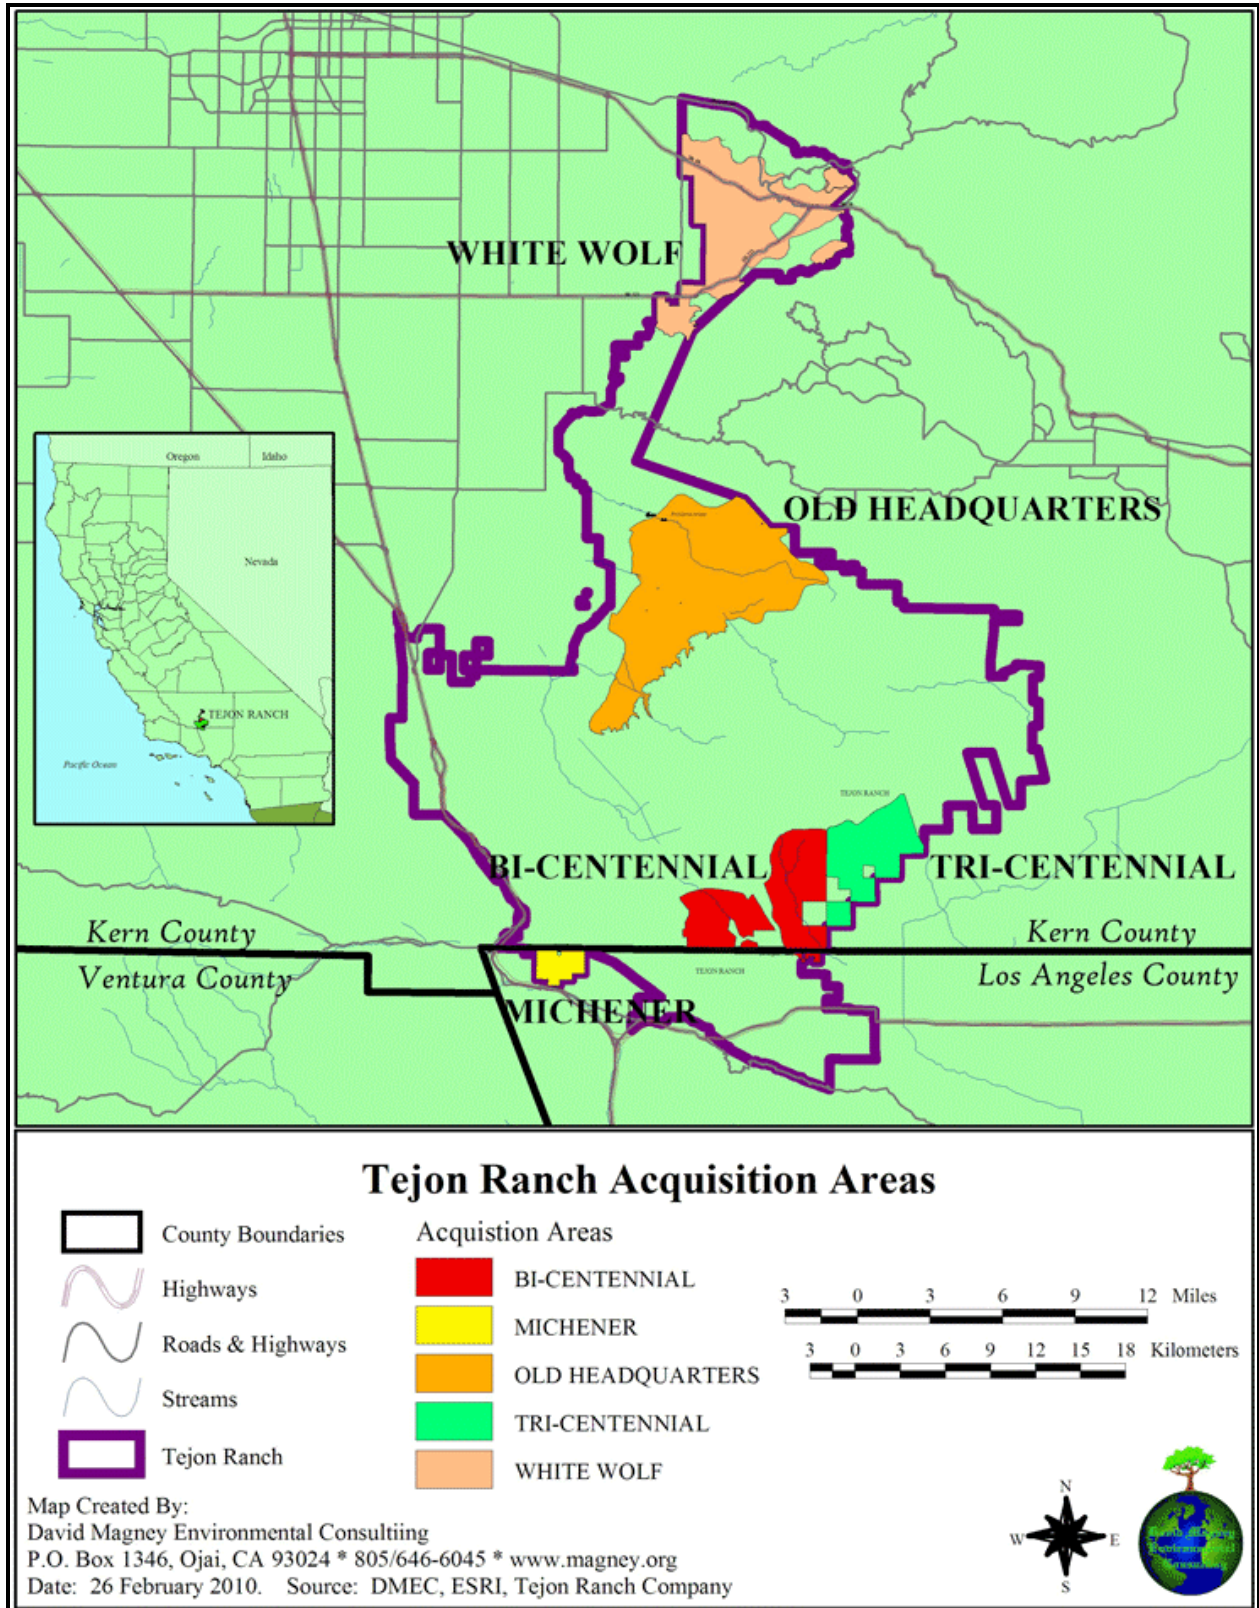 WHITE WOLF
OLD HEADQUARTERS
Oregon
Idaho
Nevada
TEJON RANCH
Pacific Ocean
TEJON RANCH
BI-CENTENNIAL
TRI-CENTENNIAL
Kern County
Kern County
Ventura County
TEJON RANCH
Los Angeles County
MICHENER
Tejon Ranch Acquisition Areas
County Boundaries
Highways
Roads & Highways
Streams
Tejon Ranch
Acquistion Areas
BI-CENTENNIAL
MICHENER
OLD HEADQUARTERS
TRI-CENTENNIAL
WHITE WOLF
3 0 3 6 9 12 Miles
3 0 3 6 9 12 15 18 Kilometers
Map Created By:
David Magney Environmental Consultiing
P.O. Box 1346, Ojai, CA 93024 * 805/646-6045 * www.magney.org
Date: 26 February 2010. Source: DMEC, ESRI, Tejon Ranch Company
N
W E
S
David Magney
Environmental
Consulting